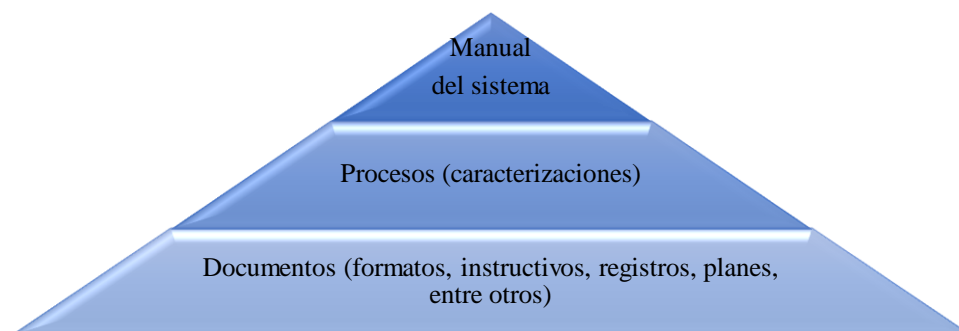 Manual
del sistema
Procesos (caracterizaciones)
Documentos (formatos, instructivos, registros, planes,
entre otros)